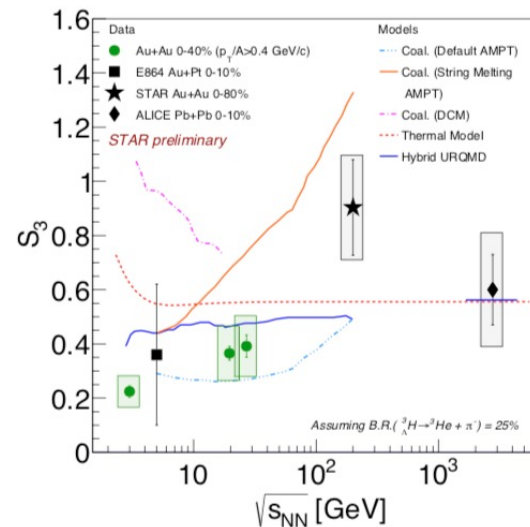 Data
Au+Au 0-40% (p_T/A>0.4 GeV/c)
E864 Au+Pt 0-10%
STAR Au+Au 0-80%
ALICE Pb+Pb 0-10%
STAR preliminary
Models
Coal. (Default AMPT)
Coal. (String Melting
AMPT)
Coal. (DCM)
Thermal Model
Hybrid URQMD
S₃
1.6
1.4
1.2
1
0.8
0.6
0.4
0.2
0
Assuming B.R.(³_ΛH→³He + π⁻) = 25%
10
10²
10³
√s_NN [GeV]